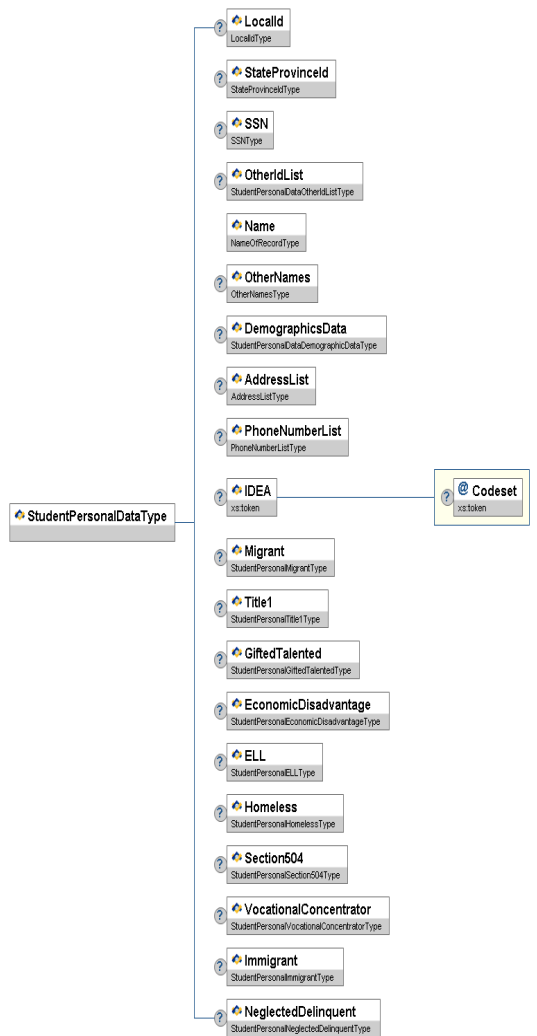 LocalId
LocalIdType
StateProvinceId
StateProvinceIdType
SSN
SSNType
OtherIdList
StudentPersonalDataOtherIdListType
Name
NameOfRecordType
OtherNames
OtherNamesType
DemographicsData
StudentPersonalDataDemographicDataType
AddressList
AddressListType
PhoneNumberList
PhoneNumberListType
IDEA
xs:token
@ Codeset
xs:token
StudentPersonalDataType
Migrant
StudentPersonalMigrantType
Title1
StudentPersonalTitle1Type
GiftedTalented
StudentPersonalGiftedTalentedType
EconomicDisadvantage
StudentPersonalEconomicDisadvantageType
ELL
StudentPersonalELLType
Homeless
StudentPersonalHomelessType
Section504
StudentPersonalSection504Type
VocationalConcentrator
StudentPersonalVocationalConcentratorType
Immigrant
StudentPersonalImmigrantType
NeglectedDelinquent
StudentPersonalNeglectedDelinquentType